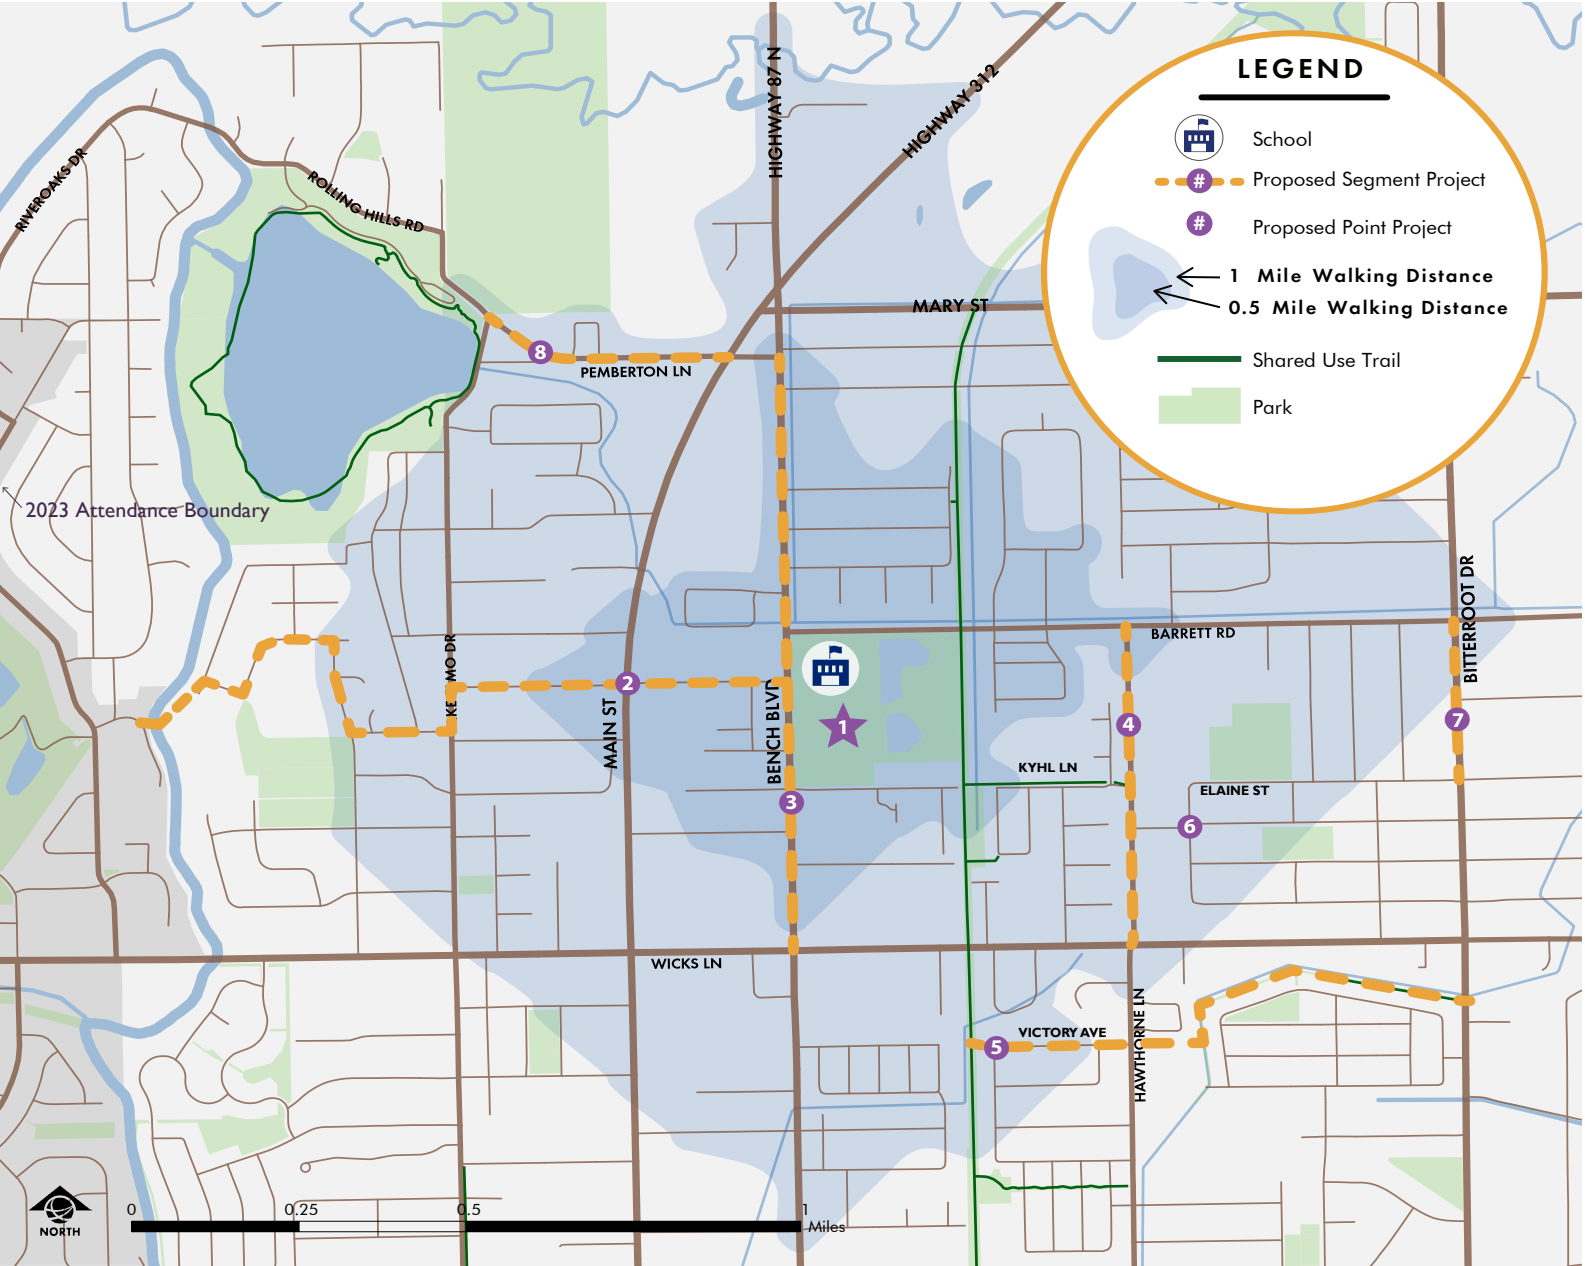 HIGHWAY 87 N
HIGHWAY 312
RIVEROAKS DR
ROLLING HILLS RD
LEGEND
School
# Proposed Segment Project
# Proposed Point Project
1 Mile Walking Distance
0.5 Mile Walking Distance
Shared Use Trail
Park
MARY ST
8
PEMBERTON LN
2023 Attendance Boundary
BITTERROOT DR
BARRETT RD
MO DR
2
MAIN ST
BENCH BLVD
1
4
7
KYHL LN
ELAINE ST
3
6
WICKS LN
HAWTHORNE LN
VICTORY AVE
5
NORTH
0 0.25 0.5 1
Miles